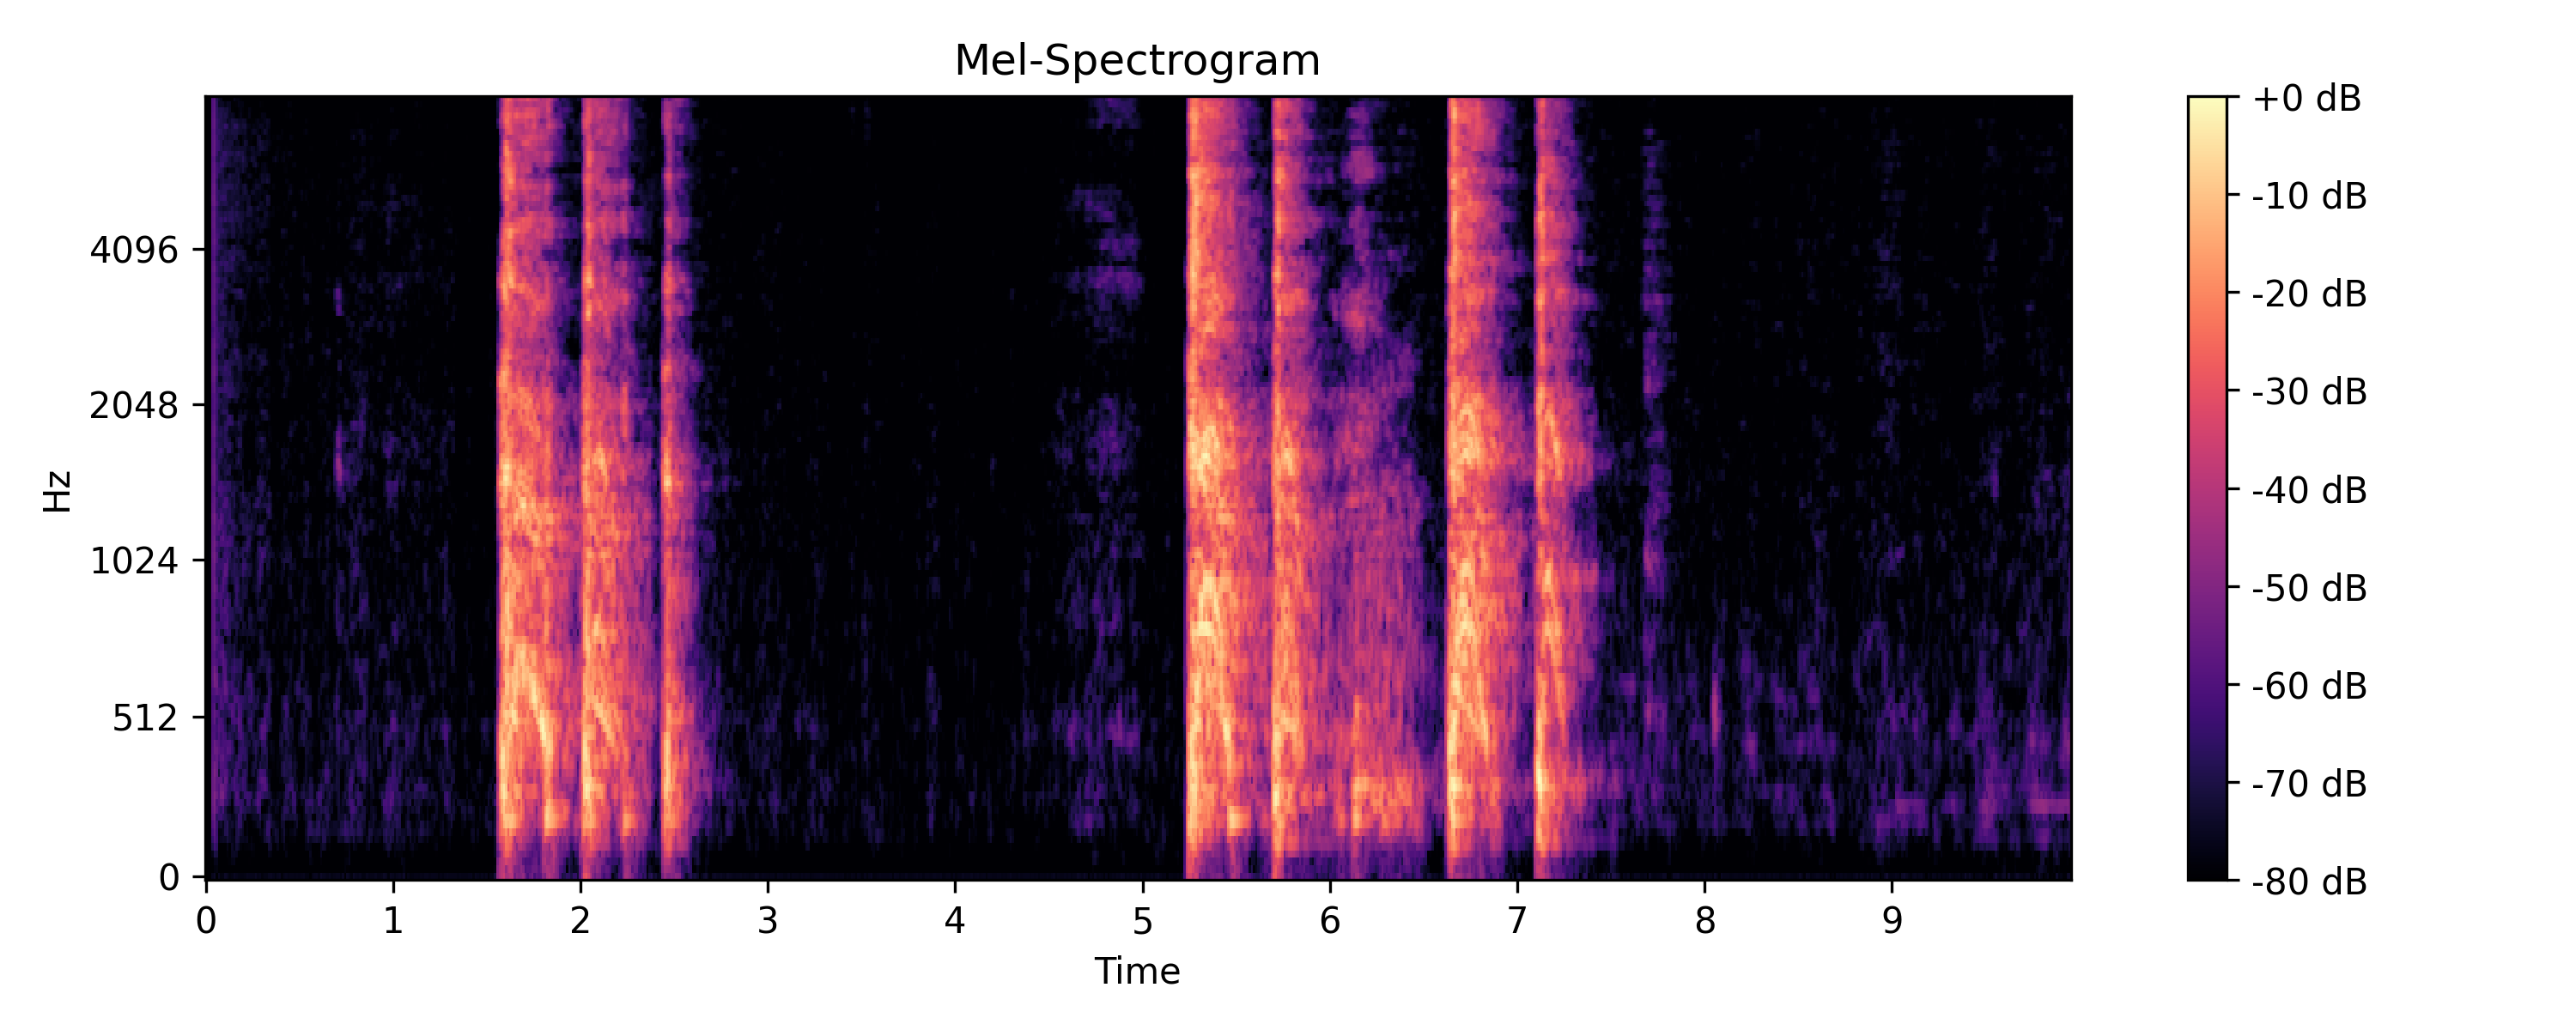 Mel-Spectrogram
+0 dB
-10 dB
-20 dB
-30 dB
-40 dB
-50 dB
-60 dB
-70 dB
-80 dB
Hz
4096
2048
1024
512
0
0 1 2 3 4 5 6 7 8 9
Time